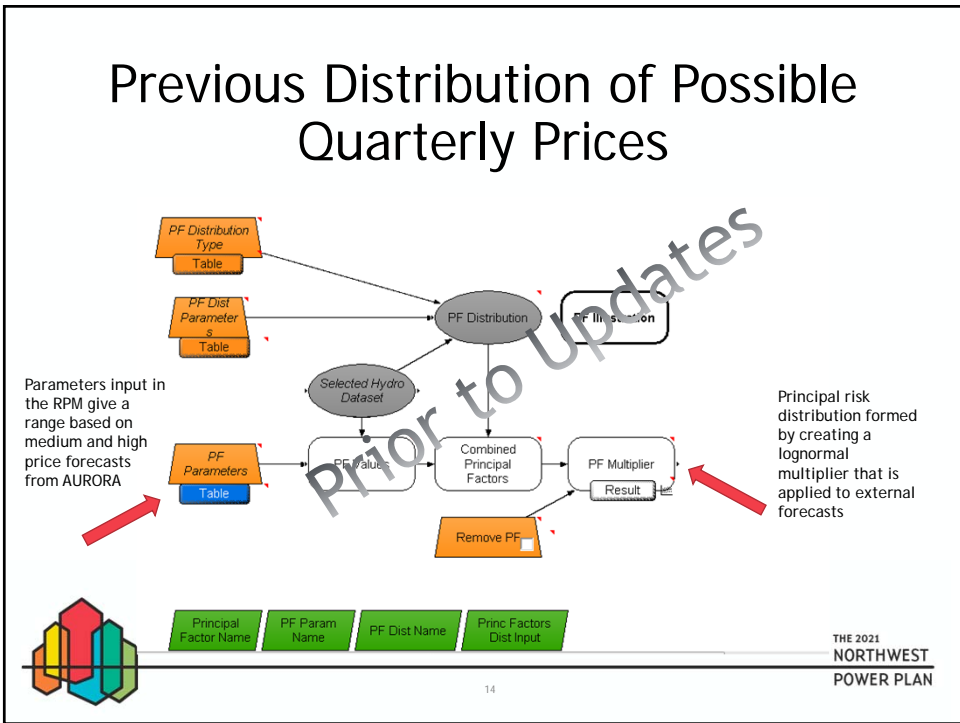 Previous Distribution of Possible
Quarterly Prices
PF Distribution
Type
Table
PF Dist
Parameter
s
Table
PF Distribution
PF Illustration
Selected Hydro
Dataset
Parameters input in
the RPM give a
range based on
medium and high
price forecasts
from AURORA
PF
Parameters
Table
PF Values
Combined
Principal
Factors
PF Multiplier
Result
Remove PF
Principal risk
distribution formed
by creating a
lognormal
multiplier that is
applied to external
forecasts
Prior to Updates
Principal
Factor Name
PF Param
Name
PF Dist Name
Princ Factors
Dist Input
THE 2021
NORTHWEST
POWER PLAN
14